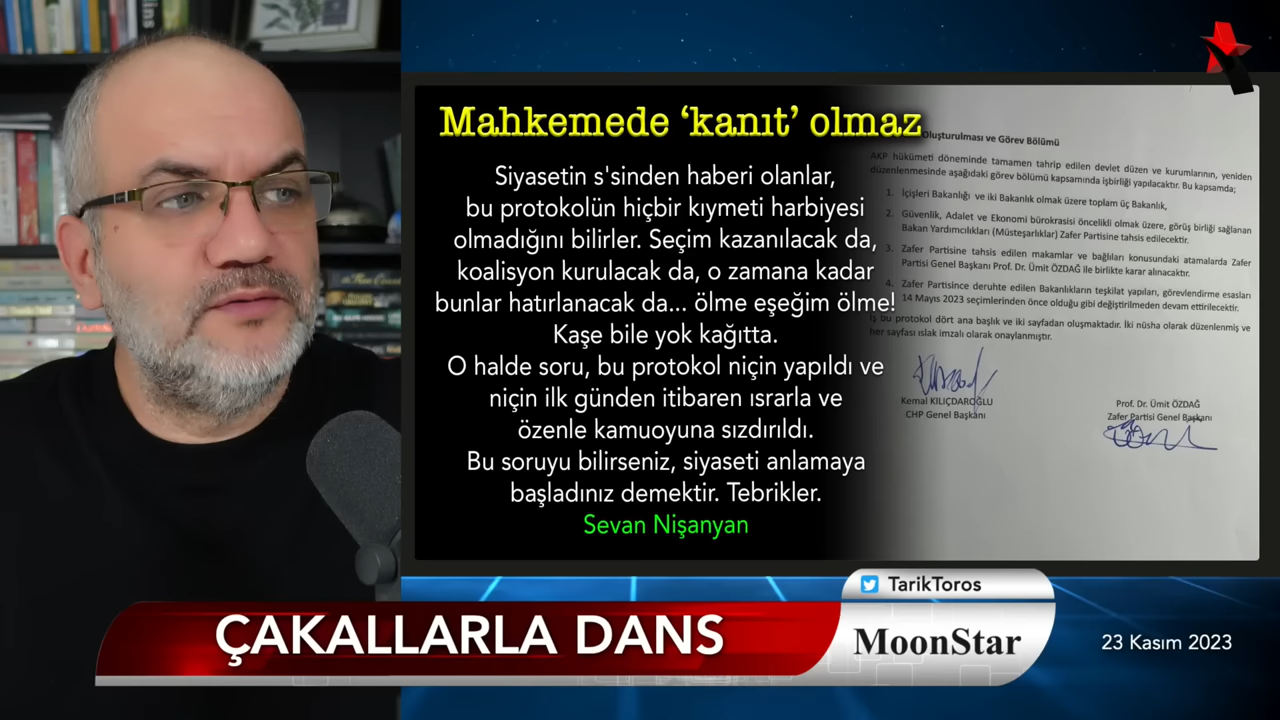 Mahkemede ‘kanıt’ olmaz
Siyasetin s'sinden haberi olanlar,
bu protokolün hiçbir kıymeti harbiyesi
olmadığını bilirler. Seçim kazanılacak da,
koalisyon kurulacak da, o zamana kadar
bunlar hatırlanacak da... ölme eşeğim ölme!
Kaşe bile yok kağıtta.
O halde soru, bu protokol niçin yapıldı ve
niçin ilk günden itibaren ısrarla ve
özenle kamuoyuna sızdırıldı.
Bu soruyu bilirseniz, siyaseti anlamaya
başladınız demektir. Tebrikler.
Sevan Nişanyan
Oluşturulması ve Görev Bölümü
AKP hükümeti döneminde tamamen tahrip edilen devlet düzen ve kurumlarının, yeniden
düzenlenmesinde aşağıdaki görev bölümü kapsamında işbirliği yapılacaktır. Bu kapsamda;
1. İçişleri Bakanlığı ve iki Bakanlık olmak üzere toplam üç Bakanlık,
2. Güvenlik, Adalet ve Ekonomi bürokrasisi öncelikli olmak üzere, görüş birliği sağlanan
Bakan Yardımcılıkları (Müsteşarlıklar) Zafer Partisine tahsis edilecektir.
3. Zafer Partisine tahsis edilen makamlar ve bağlıları konusundaki atamalarda Zafer
Partisi Genel Başkanı Prof. Dr. Ümit ÖZDAĞ ile birlikte karar alınacaktır.
4. Zafer Partisince deruhte edilen Bakanlıkların teşkilat yapıları, görevlendirme esasları
14 Mayıs 2023 seçimlerinden önce olduğu gibi değiştirilmeden devam ettirilecektir.
İş bu protokol dört ana başlık ve iki sayfadan oluşmaktadır. İki nüsha olarak düzenlenmiş ve
her sayfası ıslak imzalı olarak onaylanmıştır.
Kemal KILIÇDAROĞLU
CHP Genel Başkanı
Prof. Dr. Ümit ÖZDAĞ
Zafer Partisi Genel Başkanı
TarikToros
ÇAKALLARLA DANS
MoonStar
23 Kasım 2023